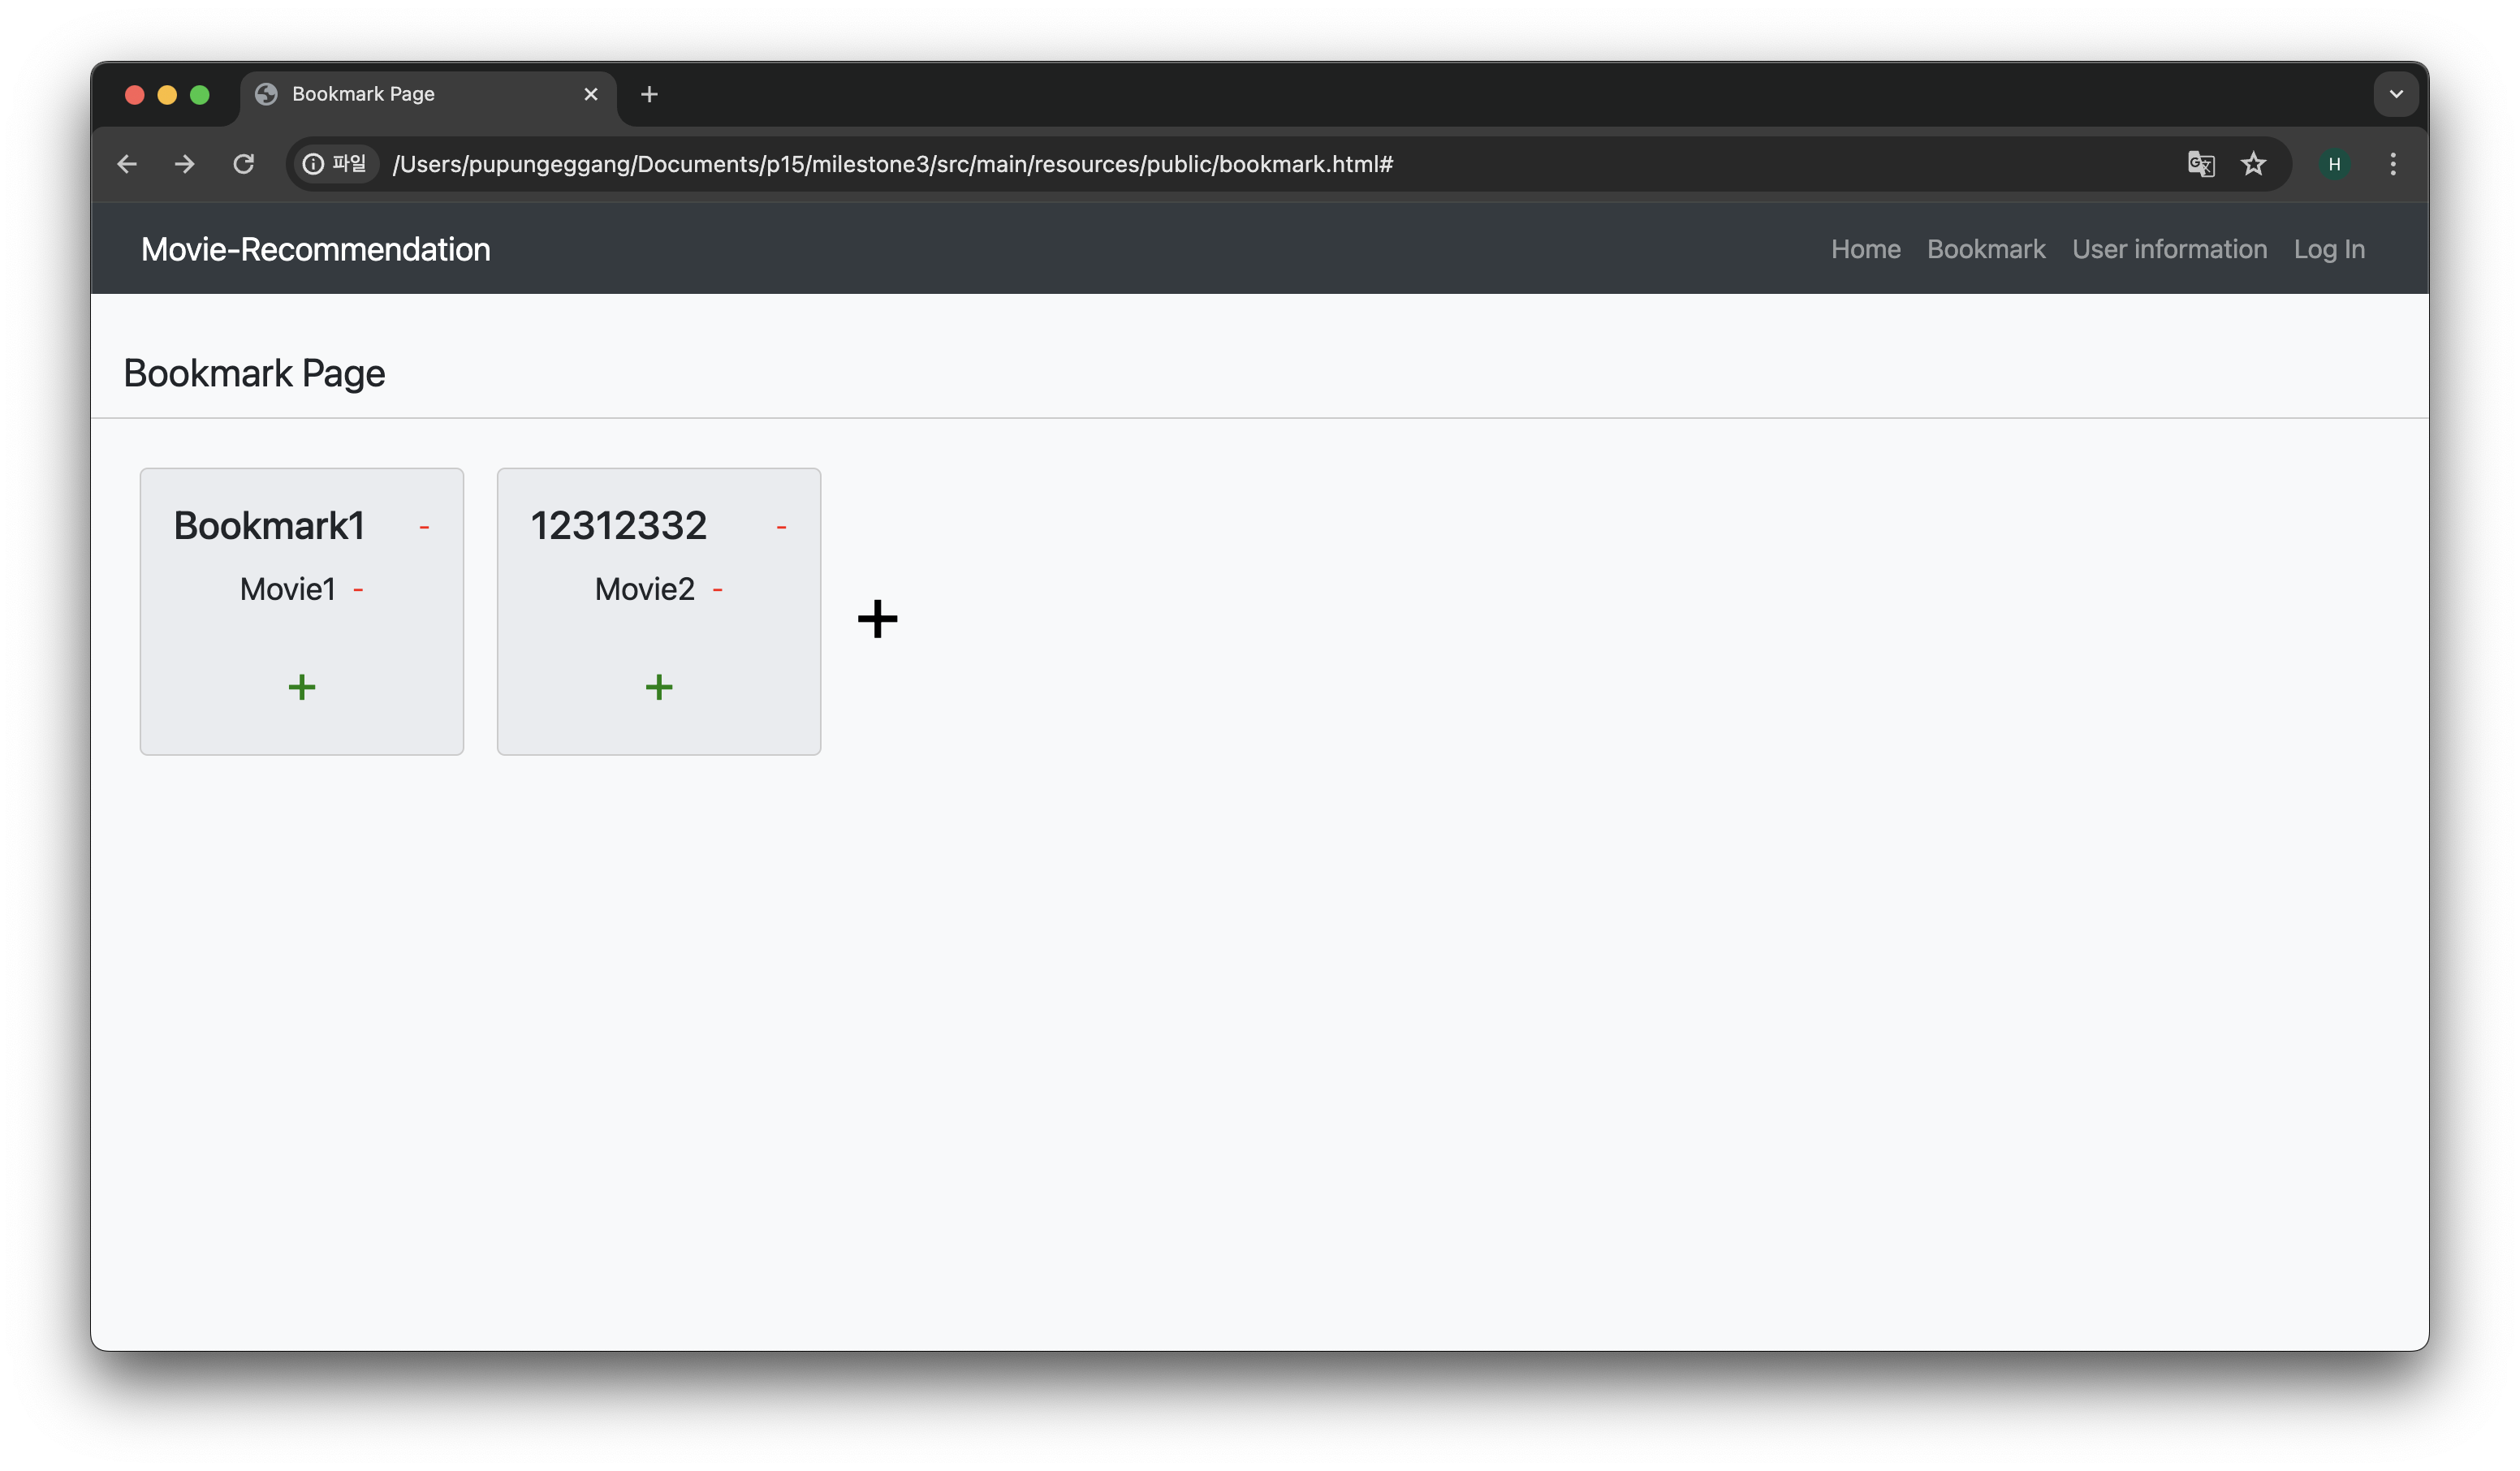 Bookmark Page
파일 /Users/pupungeggang/Documents/p15/milestone3/src/main/resources/public/bookmark.html#
H
Movie-Recommendation Home Bookmark User information Log In
Bookmark Page
Bookmark1 -
Movie1 -
+
12312332 -
Movie2 -
+
+